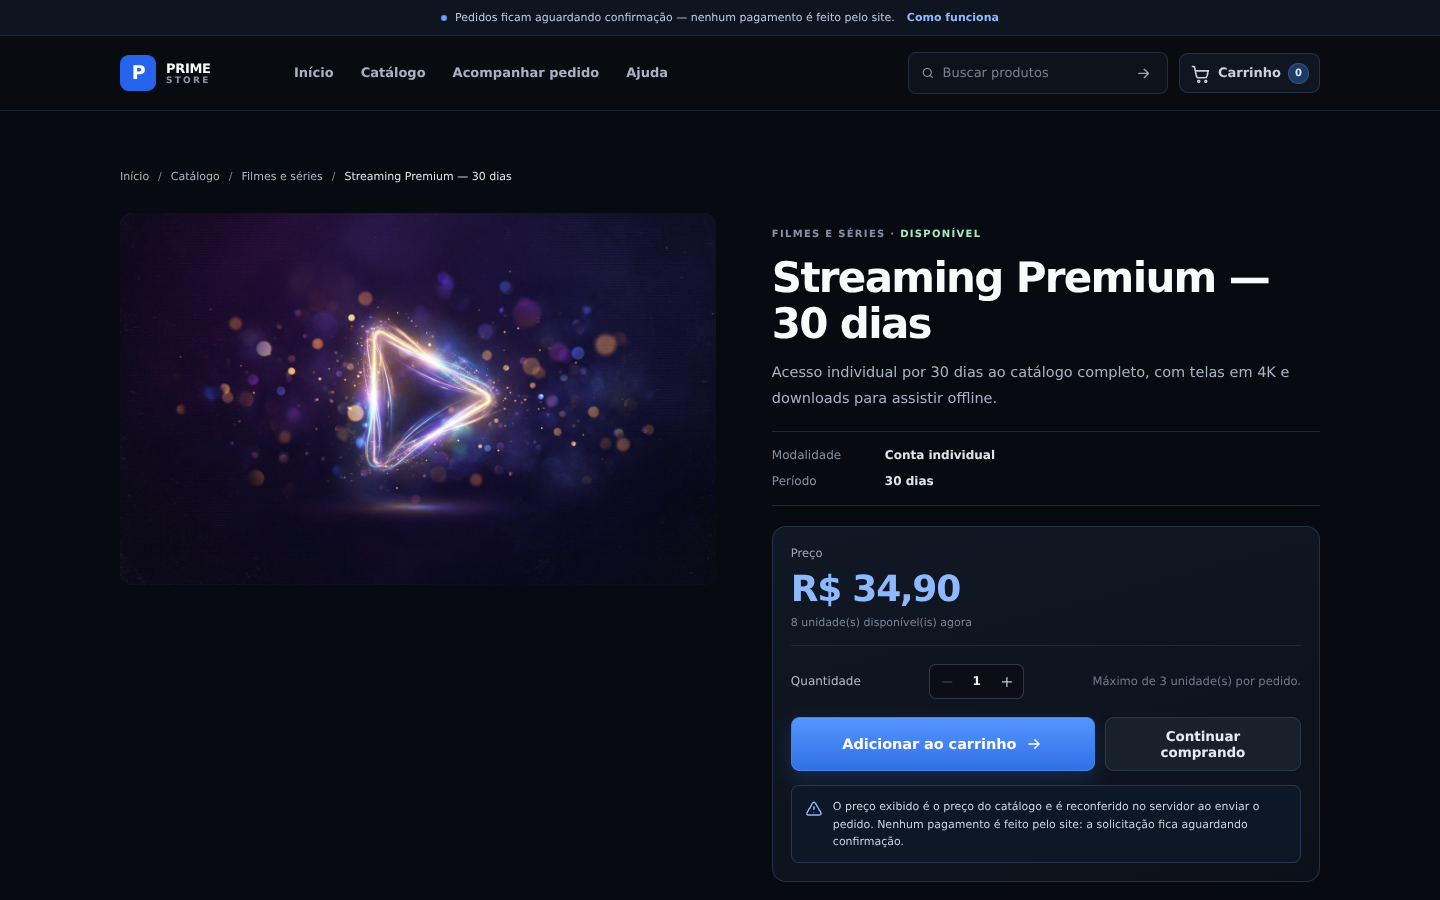 Pedidos ficam aguardando confirmação — nenhum pagamento é feito pelo site. Como funciona
P PRIME
STORE
Início Catálogo Acompanhar pedido Ajuda
Buscar produtos
Carrinho 0
Início / Catálogo / Filmes e séries / Streaming Premium — 30 dias
FILMES E SÉRIES · DISPONÍVEL
Streaming Premium —
30 dias
Acesso individual por 30 dias ao catálogo completo, com telas em 4K e
downloads para assistir offline.
Modalidade Conta individual
Período 30 dias
Preço
R$ 34,90
8 unidade(s) disponível(is) agora
Quantidade — 1 + Máximo de 3 unidade(s) por pedido.
Adicionar ao carrinho →
Continuar
comprando
O preço exibido é o preço do catálogo e é reconferido no servidor ao enviar o
pedido. Nenhum pagamento é feito pelo site: a solicitação fica aguardando
confirmação.